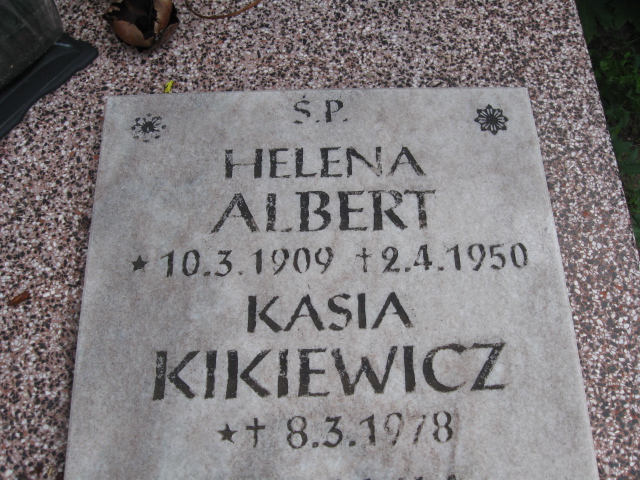 Ś.P.
HELENA
ALBERT
★ 10.3.1909 ✝ 2.4.1950
KASIA
KIKIEWICZ
★✝ 8.3.1978